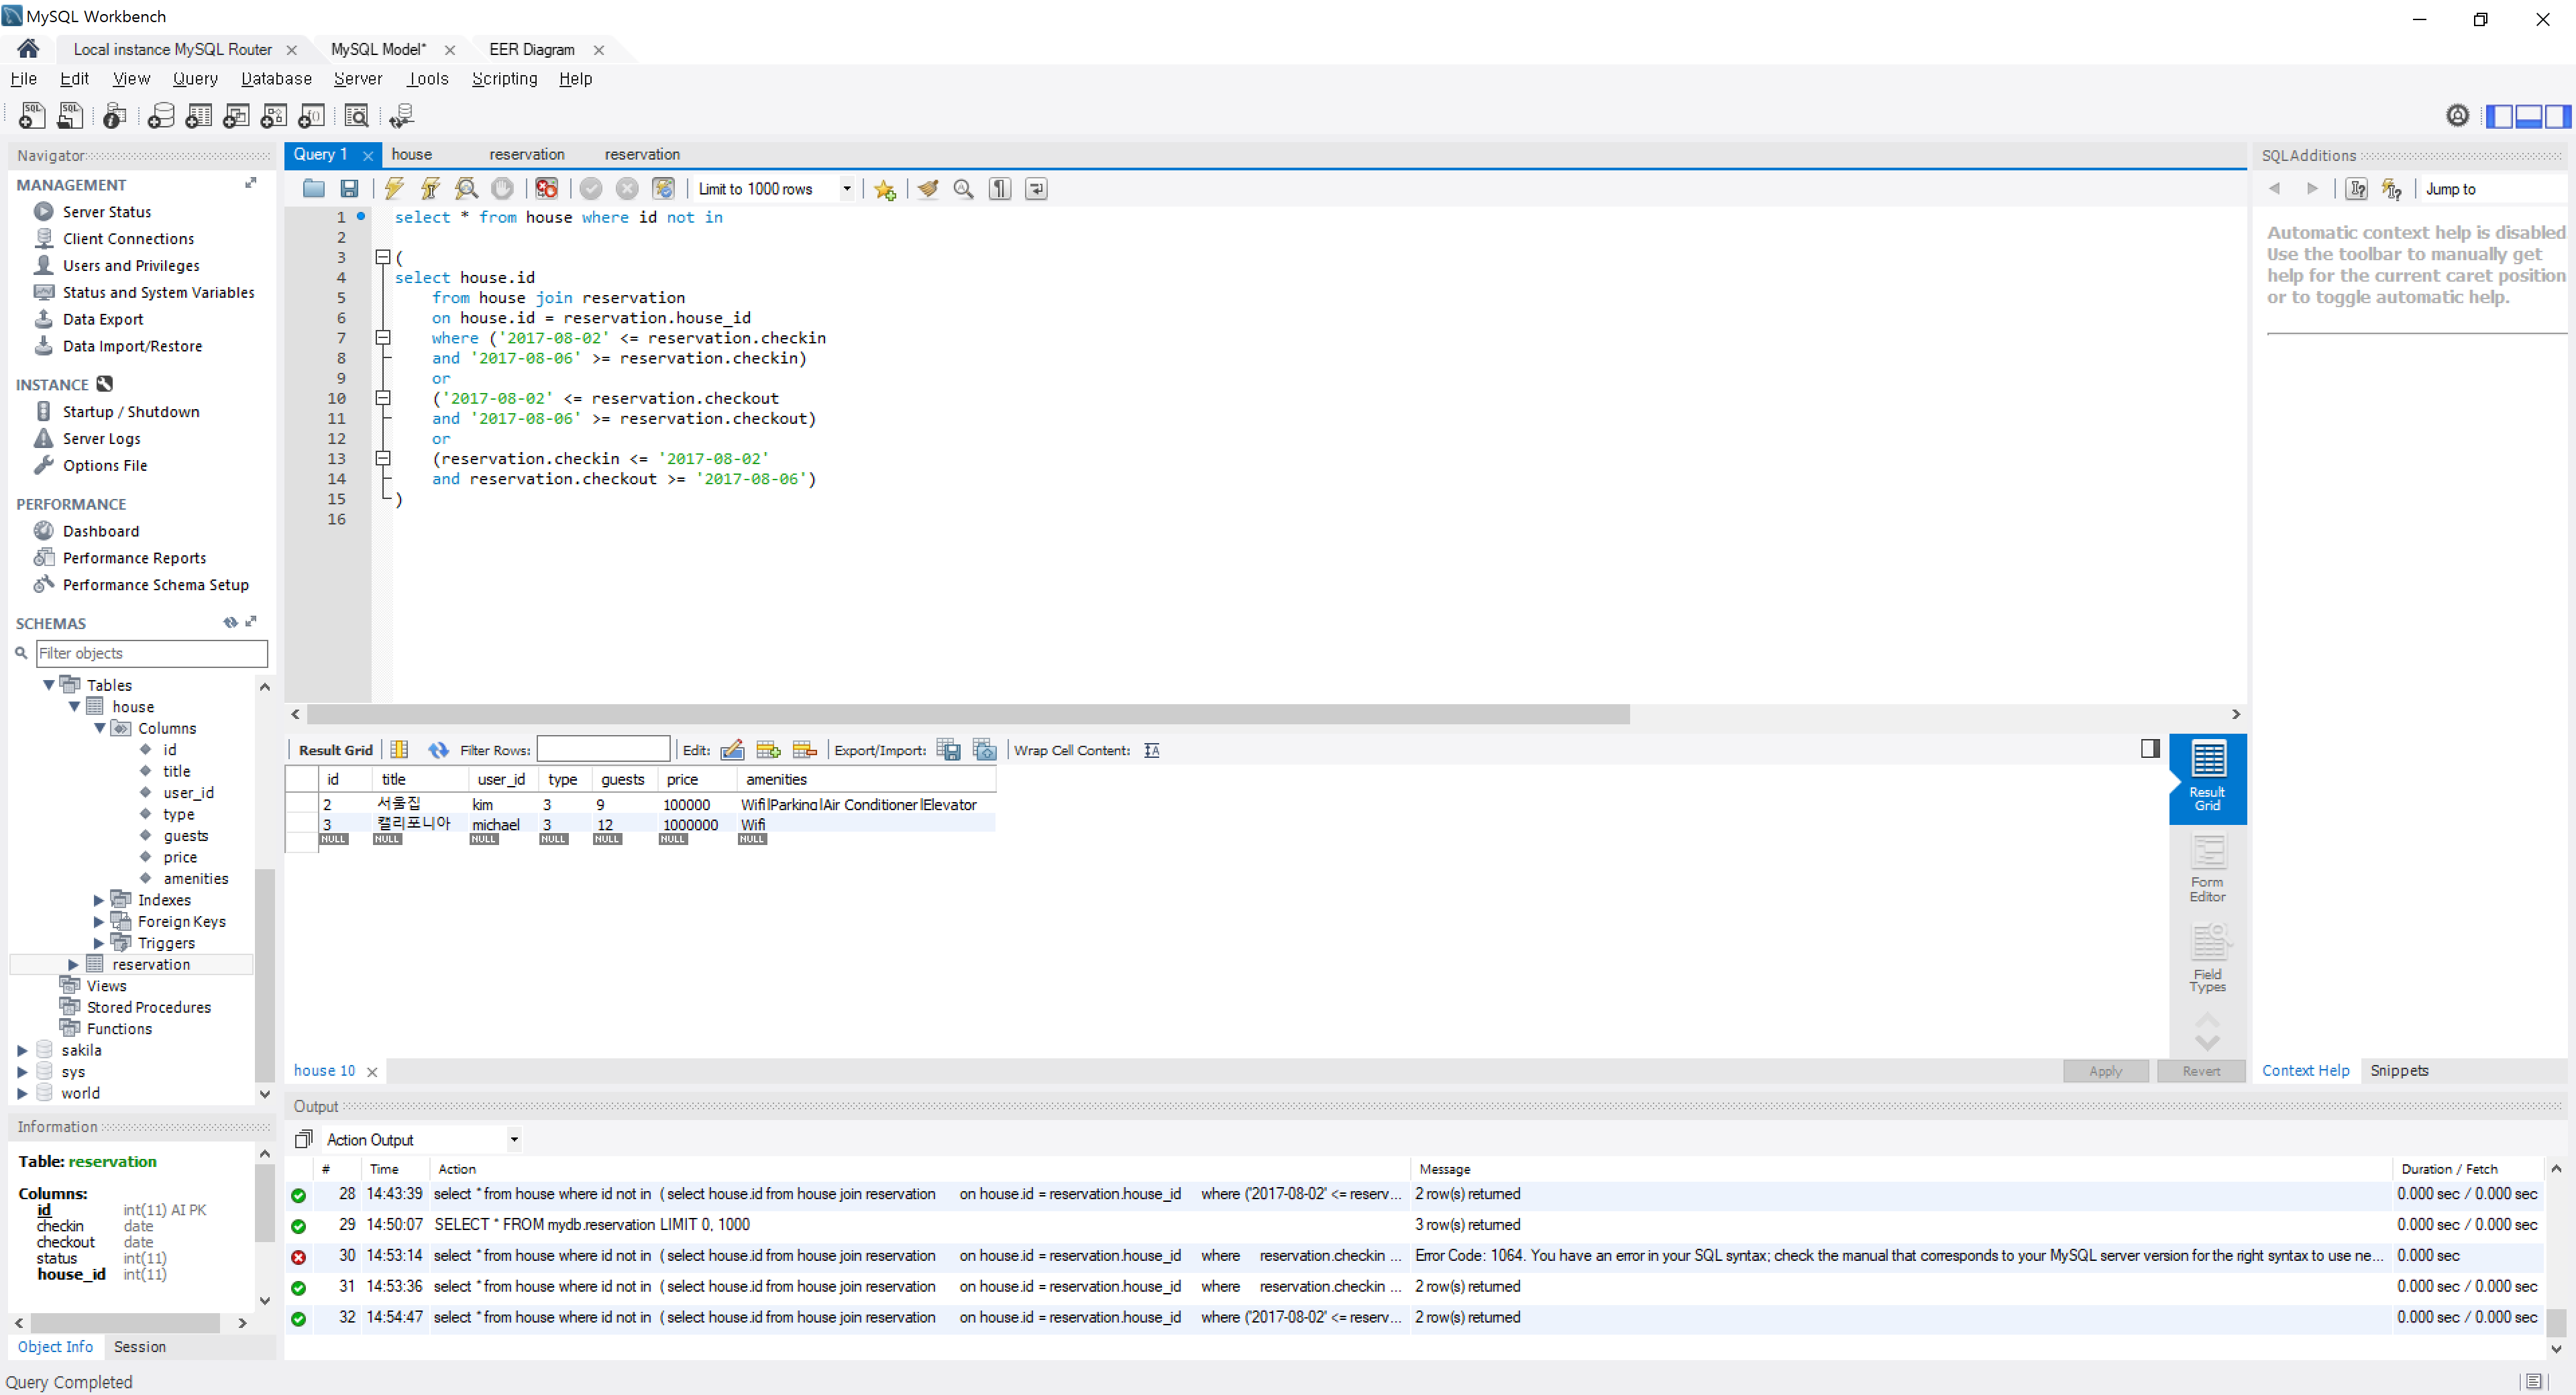 MySQL Workbench
Local instance MySQL Router
MySQL Model*
EER Diagram
File Edit View Query Database Server Tools Scripting Help
Navigator
MANAGEMENT
Server Status
Client Connections
Users and Privileges
Status and System Variables
Data Export
Data Import/Restore
INSTANCE
Startup / Shutdown
Server Logs
Options File
PERFORMANCE
Dashboard
Performance Reports
Performance Schema Setup
SCHEMAS
Filter objects
Tables
house
Columns
id
title
user_id
type
guests
price
amenities
Indexes
Foreign Keys
Triggers
reservation
Views
Stored Procedures
Functions
sakila
sys
world
Information
Table: reservation
Columns:
id int(11) AI PK
checkin date
checkout date
status int(11)
house_id int(11)
Object Info Session
Query Completed
Query 1 house reservation reservation
Limit to 1000 rows
1 select * from house where id not in
2
3 (
4 select house.id
5 from house join reservation
6 on house.id = reservation.house_id
7 where ('2017-08-02' <= reservation.checkin
8 and '2017-08-06' >= reservation.checkin)
9 or
10 ('2017-08-02' <= reservation.checkout
11 and '2017-08-06' >= reservation.checkout)
12 or
13 (reservation.checkin <= '2017-08-02'
14 and reservation.checkout >= '2017-08-06')
15 )
16
Result Grid Filter Rows: Edit: Export/Import: Wrap Cell Content:
id title user_id type guests price amenities
2 서울집 kim 3 9 100000 Wifi|Parking|Air Conditioner|Elevator
3 캘리포니아 michael 3 12 1000000 Wifi
NULL NULL NULL NULL NULL NULL NULL
Result Grid
Form Editor
Field Types
house 10
Apply Revert
SQLAdditions
Jump to
Automatic context help is disabled
Use the toolbar to manually get
help for the current caret position
or to toggle automatic help.
Context Help Snippets
Output
Action Output
# Time Action Message Duration / Fetch
28 14:43:39 select * from house where id not in ( select house.id from house join reservation on house.id = reservation.house_id where ('2017-08-02' <= reserv... 2 row(s) returned 0.000 sec / 0.000 sec
29 14:50:07 SELECT * FROM mydb.reservation LIMIT 0, 1000 3 row(s) returned 0.000 sec / 0.000 sec
30 14:53:14 select * from house where id not in ( select house.id from house join reservation on house.id = reservation.house_id where reservation.checkin ... Error Code: 1064. You have an error in your SQL syntax; check the manual that corresponds to your MySQL server version for the right syntax to use ne... 0.000 sec
31 14:53:36 select * from house where id not in ( select house.id from house join reservation on house.id = reservation.house_id where reservation.checkin ... 2 row(s) returned 0.000 sec / 0.000 sec
32 14:54:47 select * from house where id not in ( select house.id from house join reservation on house.id = reservation.house_id where ('2017-08-02' <= reserv... 2 row(s) returned 0.000 sec / 0.000 sec